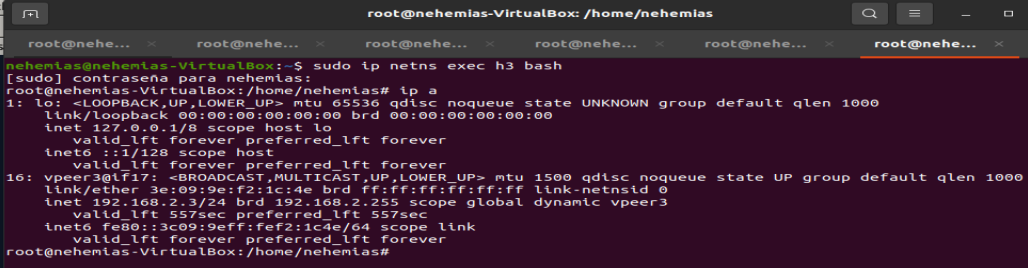 root@nehemias-VirtualBox: /home/nehemias
root@nehe... × root@nehe... × root@nehe... × root@nehe... × root@nehe... × root@nehe... ×
nehemias@nehemias-VirtualBox:~$ sudo ip netns exec h3 bash
[sudo] contraseña para nehemias:
root@nehemias-VirtualBox:/home/nehemias# ip a
1: lo: <LOOPBACK,UP,LOWER_UP> mtu 65536 qdisc noqueue state UNKNOWN group default qlen 1000
    link/loopback 00:00:00:00:00:00 brd 00:00:00:00:00:00
    inet 127.0.0.1/8 scope host lo
       valid_lft forever preferred_lft forever
    inet6 ::1/128 scope host
       valid_lft forever preferred_lft forever
16: vpeer3@if17: <BROADCAST,MULTICAST,UP,LOWER_UP> mtu 1500 qdisc noqueue state UP group default qlen 1000
    link/ether 3e:09:9e:f2:1c:4e brd ff:ff:ff:ff:ff:ff link-netnsid 0
    inet 192.168.2.3/24 brd 192.168.2.255 scope global dynamic vpeer3
       valid_lft 557sec preferred_lft 557sec
    inet6 fe80::3c09:9eff:fef2:1c4e/64 scope link
       valid_lft forever preferred_lft forever
root@nehemias-VirtualBox:/home/nehemias#